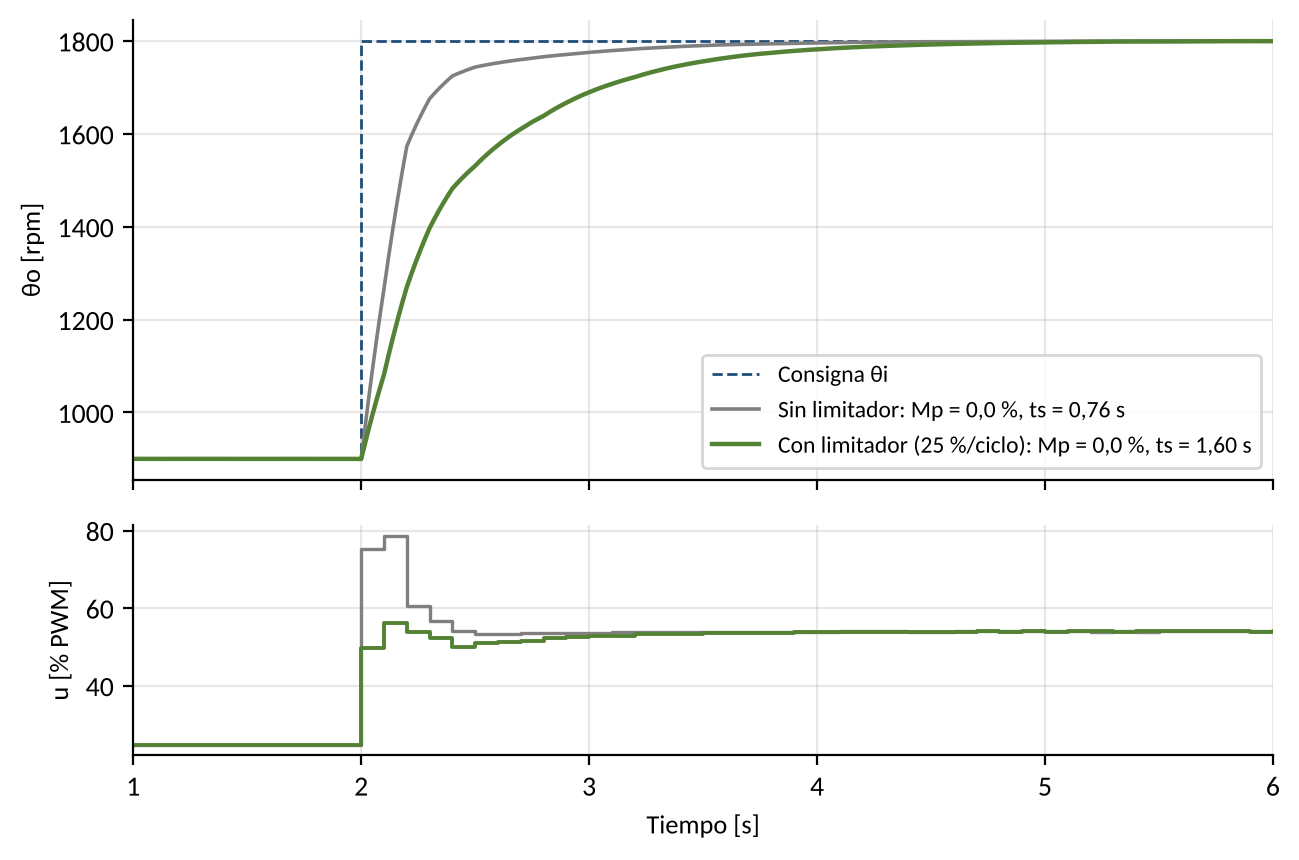 1800
1600
1400
1200
1000
θo [rpm]
Consigna θi
Sin limitador: Mp = 0,0 %, ts = 0,76 s
Con limitador (25 %/ciclo): Mp = 0,0 %, ts = 1,60 s
80
60
40
u [% PWM]
1 2 3 4 5 6
Tiempo [s]